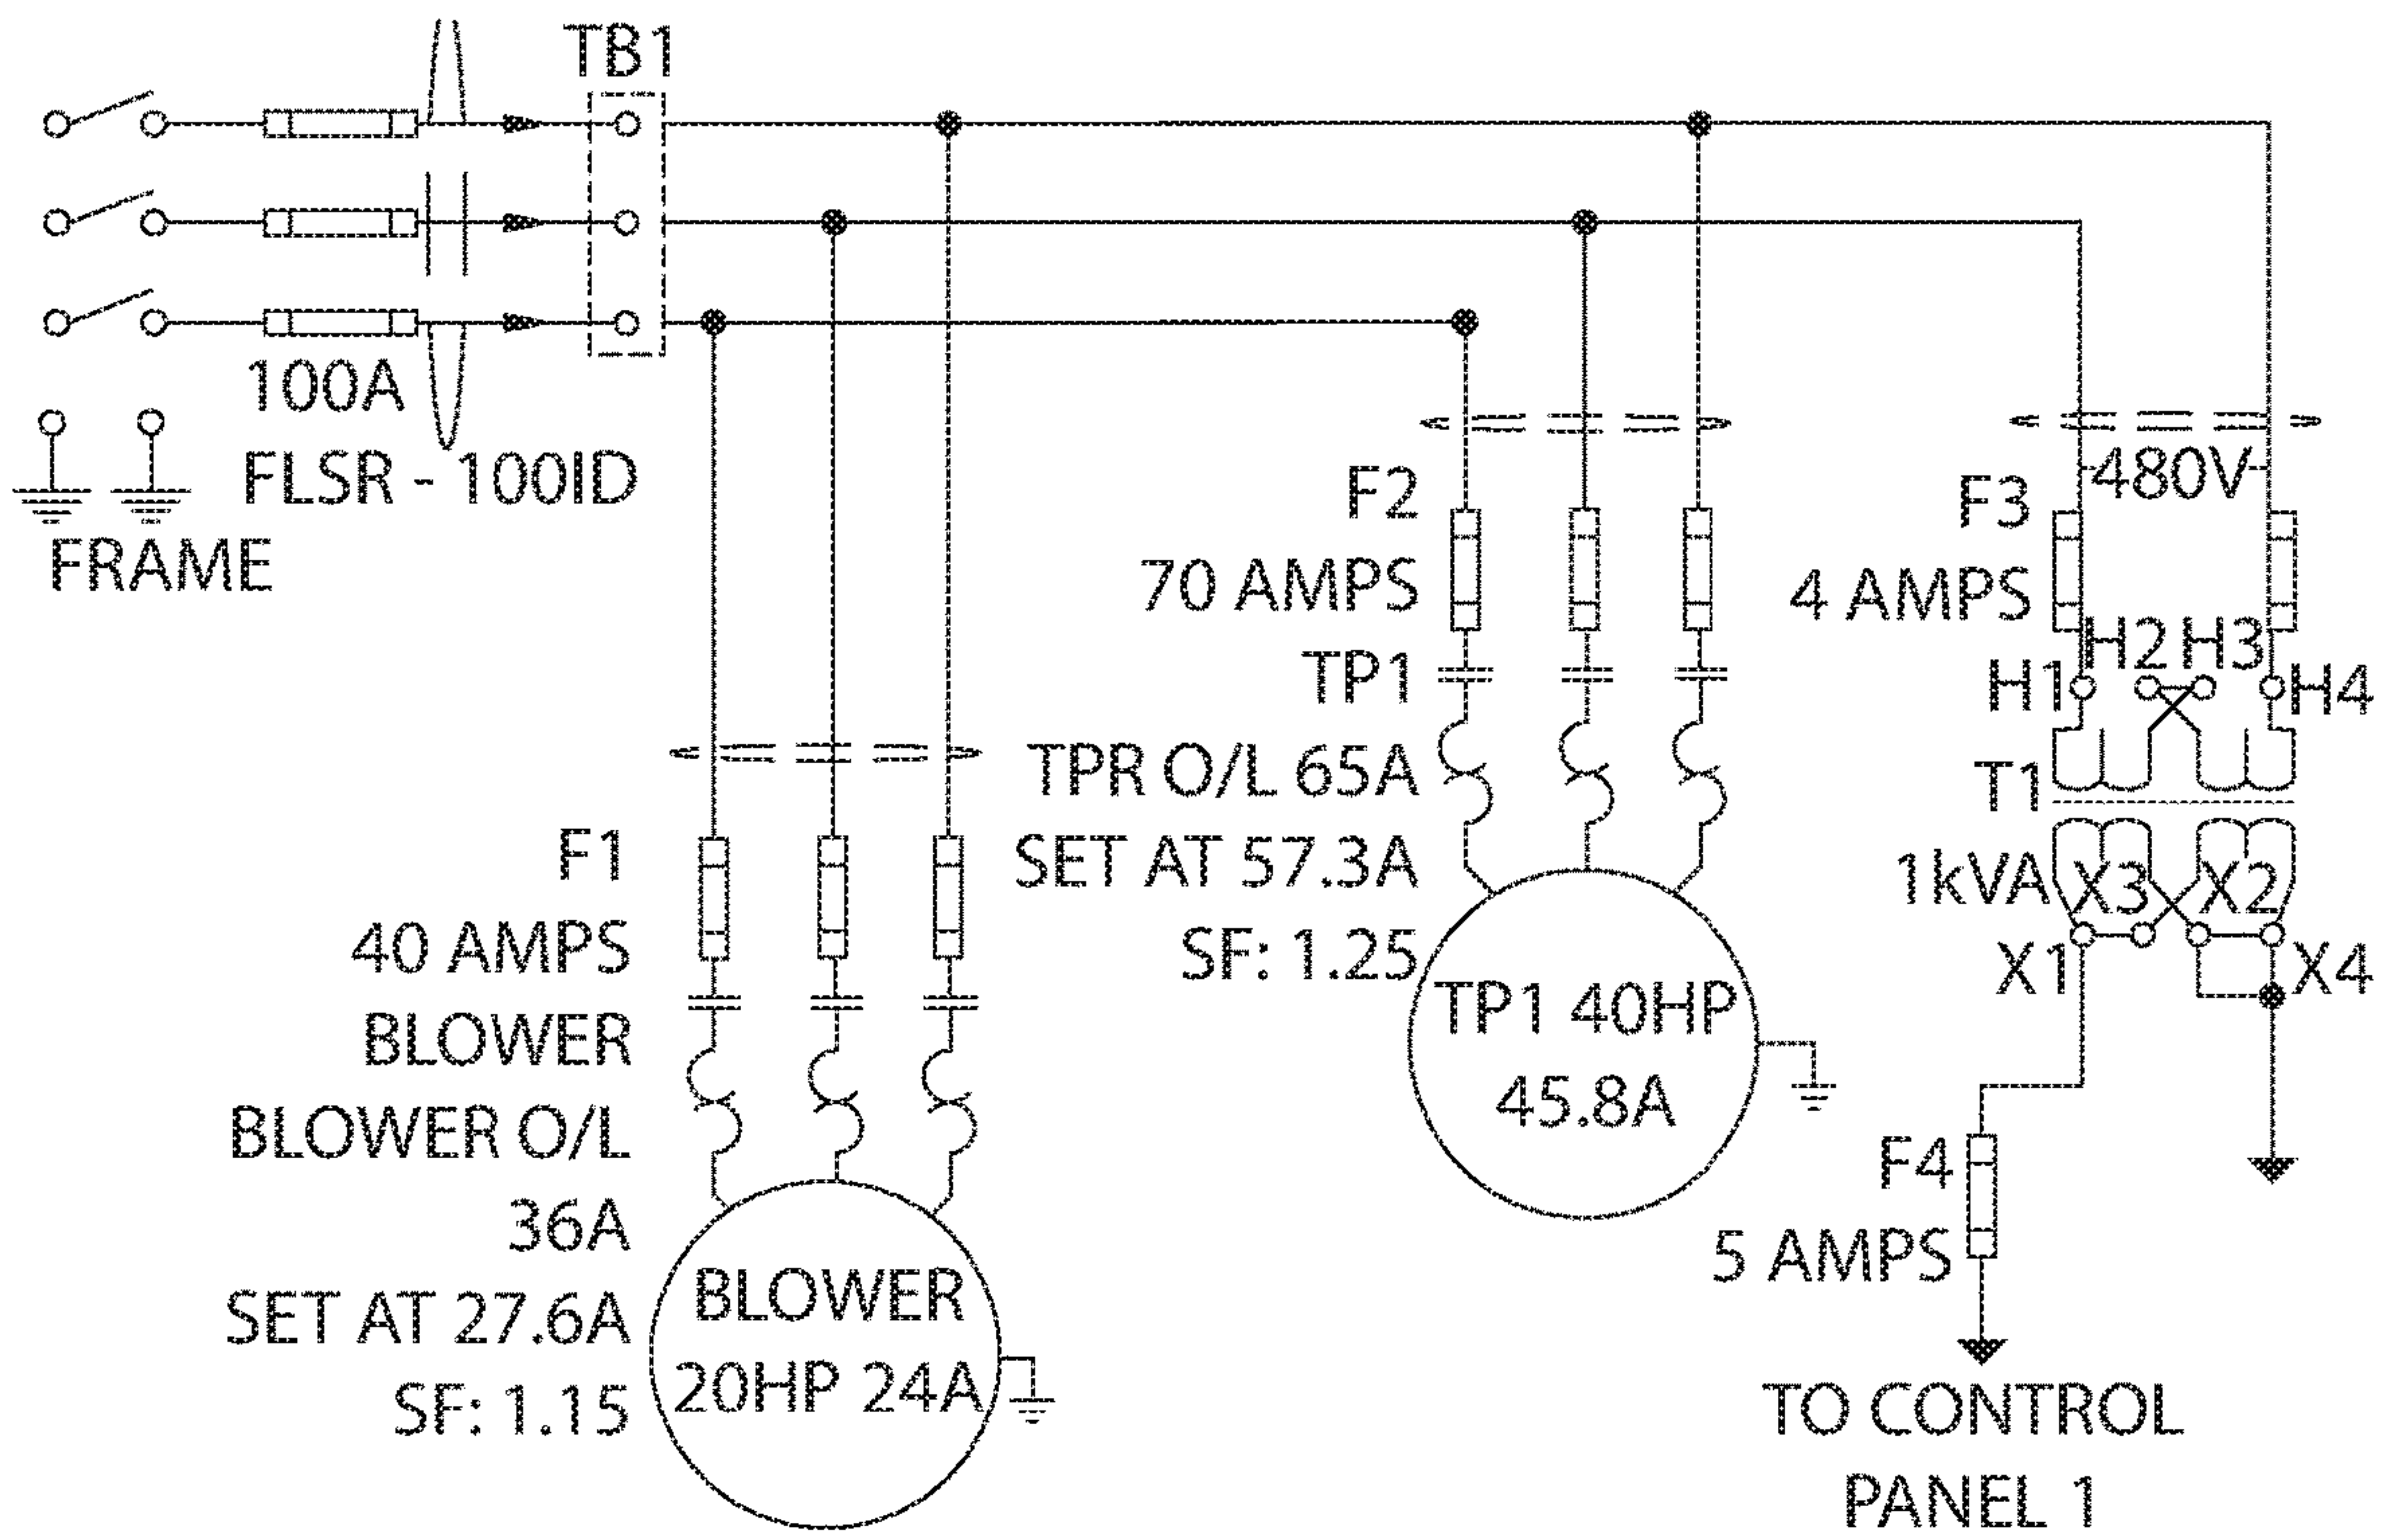 TB1
100A
FLSR - 100ID
FRAME
F1
40 AMPS
BLOWER
BLOWER O/L
36A
SET AT 27.6A
SF: 1.15
BLOWER
20HP 24A
F2
70 AMPS
TP1
TPR O/L 65A
SET AT 57.3A
SF: 1.25
TP1 40HP
45.8A
480V
F3
4 AMPS
H2 H3
H1 H4
T1
1kVA X3 X2
X1 X4
F4
5 AMPS
TO CONTROL
PANEL 1